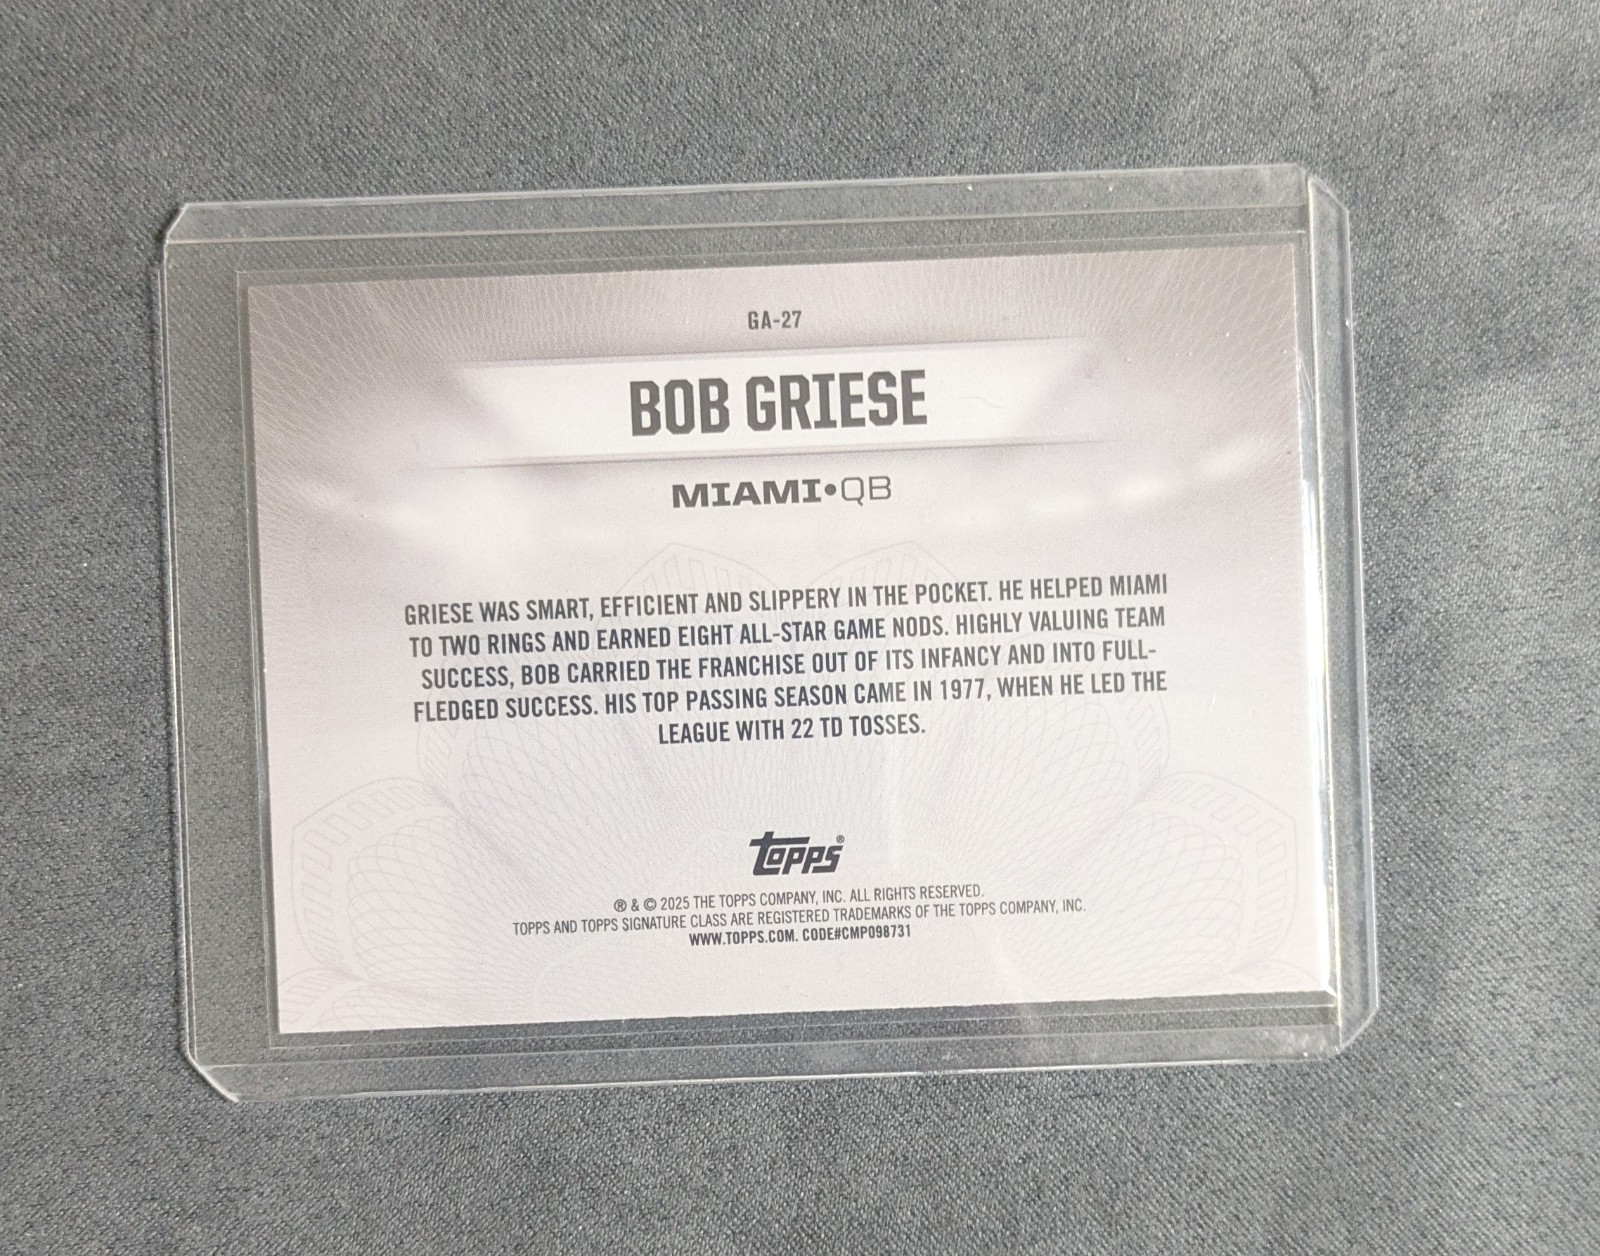 GA-27
BOB GRIESE
MIAMI•QB
GRIESE WAS SMART, EFFICIENT AND SLIPPERY IN THE POCKET. HE HELPED MIAMI
TO TWO RINGS AND EARNED EIGHT ALL-STAR GAME NODS. HIGHLY VALUING TEAM
SUCCESS, BOB CARRIED THE FRANCHISE OUT OF ITS INFANCY AND INTO FULL-
FLEDGED SUCCESS. HIS TOP PASSING SEASON CAME IN 1977, WHEN HE LED THE
LEAGUE WITH 22 TD TOSSES.
TOPPS®
® & © 2025 THE TOPPS COMPANY, INC. ALL RIGHTS RESERVED.
TOPPS AND TOPPS SIGNATURE CLASS ARE REGISTERED TRADEMARKS OF THE TOPPS COMPANY, INC.
WWW.TOPPS.COM. CODE#CMP098731